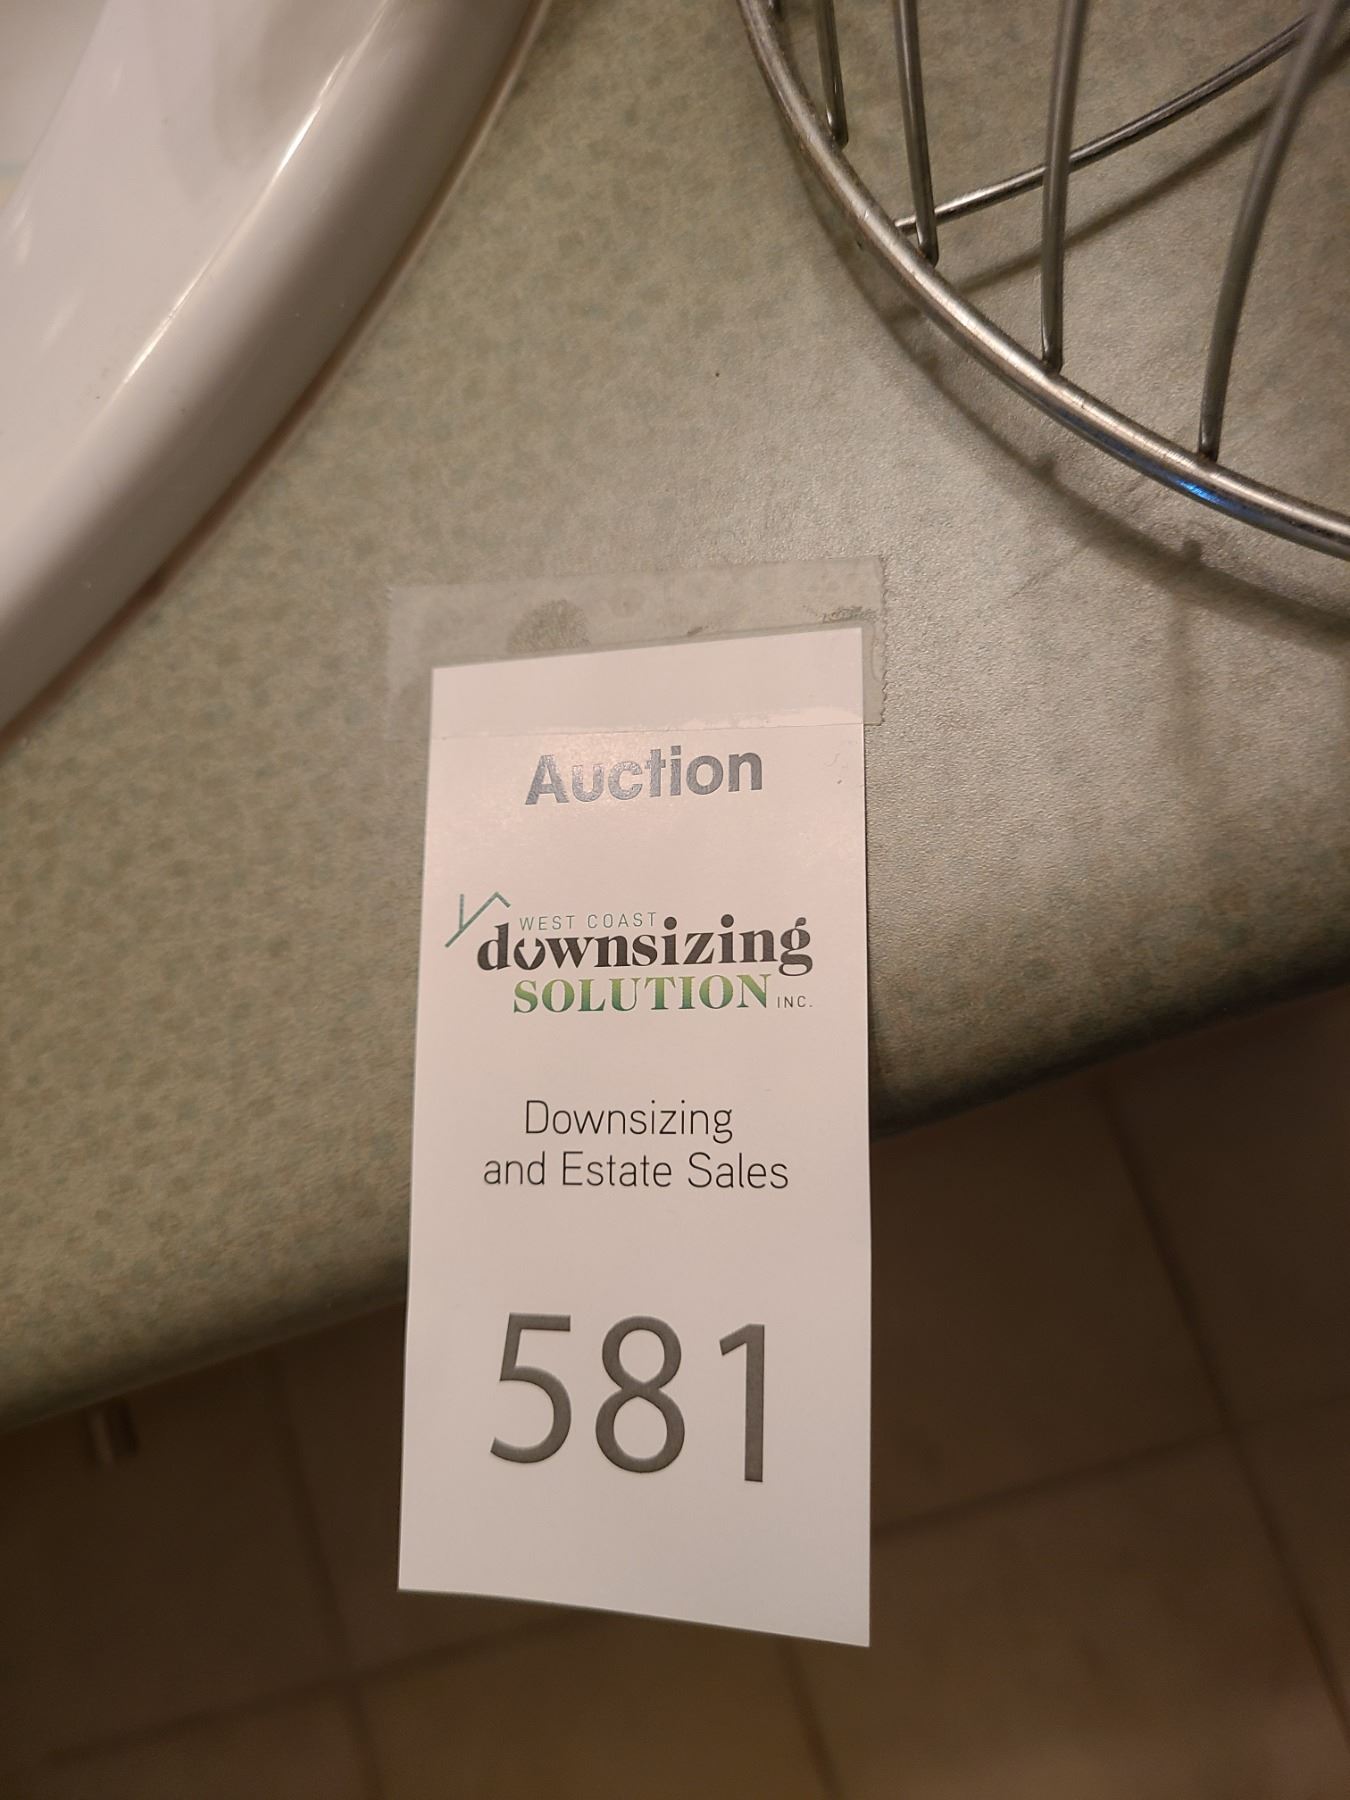 Auction
WEST COAST
downsizing
SOLUTION INC.
Downsizing
and Estate Sales
581